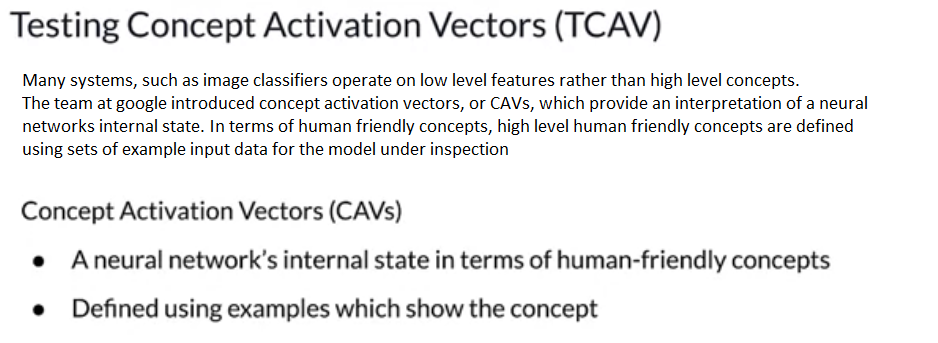 Testing Concept Activation Vectors (TCAV)
Many systems, such as image classifiers operate on low level features rather than high level concepts.
The team at google introduced concept activation vectors, or CAVs, which provide an interpretation of a neural
networks internal state. In terms of human friendly concepts, high level human friendly concepts are defined
using sets of example input data for the model under inspection
Concept Activation Vectors (CAVs)
● A neural network's internal state in terms of human-friendly concepts
● Defined using examples which show the concept